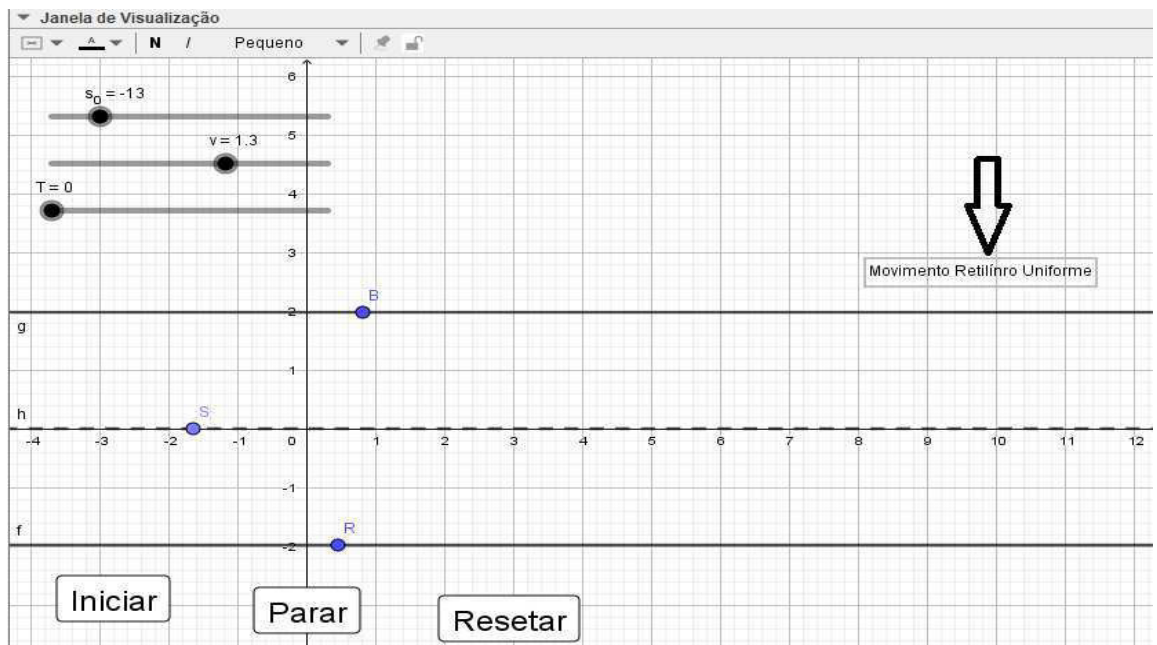 Janela de Visualização
A N I Pequeno
6
s0 = -13
5
v = 1.3
4
T = 0
3
Movimento Retilínro Uniforme
B
2
g
1
h
S
-4 -3 -2 -1 0 1 2 3 4 5 6 7 8 9 10 11 12
-1
f
R
-2
Iniciar
Parar
Resetar